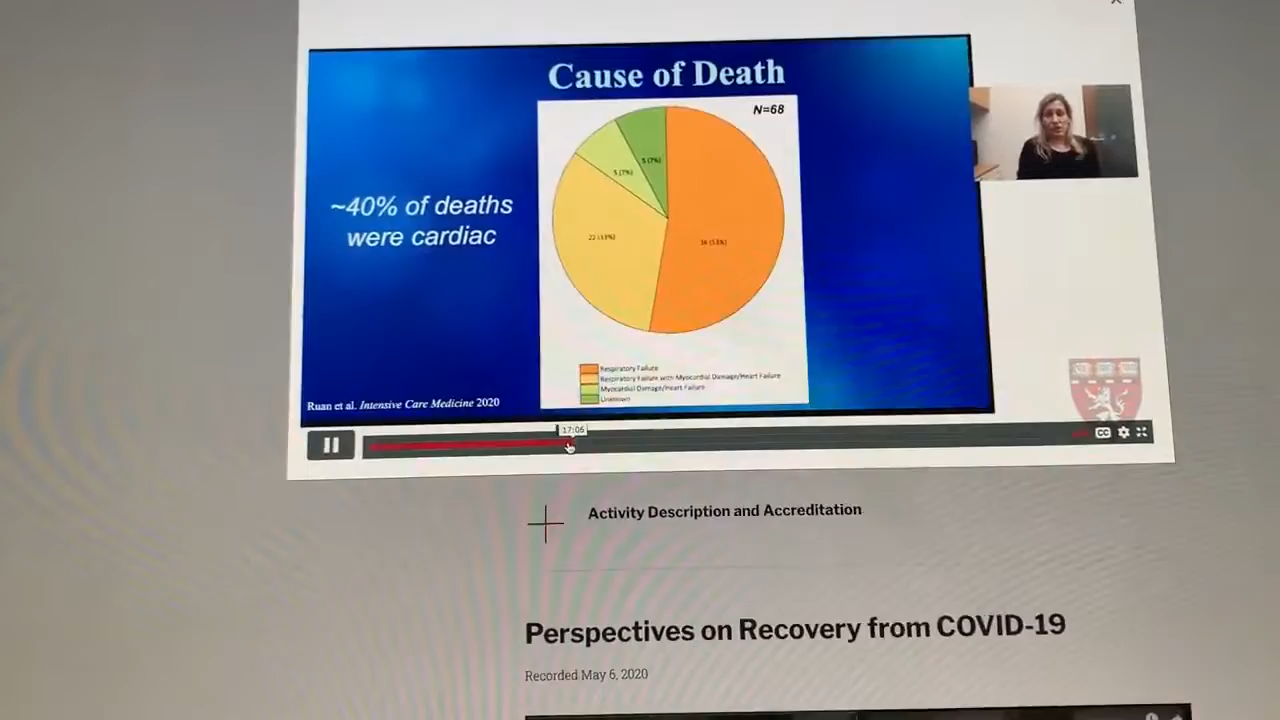 Cause of Death
N=68
5 (7%)
5 (7%)
~40% of deaths
were cardiac
22 (33%)
36 (53%)
Respiratory Failure
Respiratory Failure with Myocardial Damage/Heart Failure
Myocardial Damage/Heart Failure
Unknown
Ruan et al. Intensive Care Medicine 2020
17:06
CC
Activity Description and Accreditation
Perspectives on Recovery from COVID-19
Recorded May 6, 2020